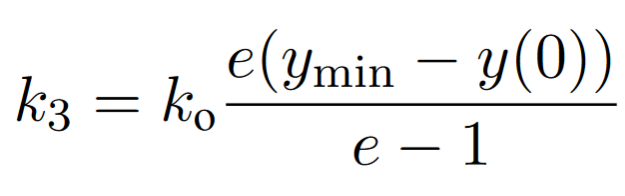 k₃ = kₒ e(y_min − y(0)) / (e − 1)